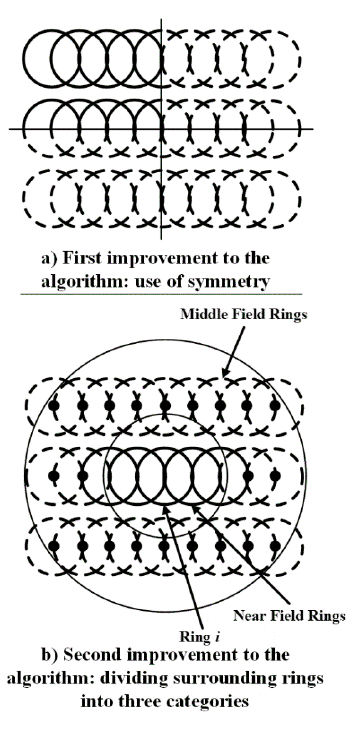 a) First improvement to the
algorithm: use of symmetry
Middle Field Rings
Near Field Rings
Ring i
b) Second improvement to the
algorithm: dividing surrounding rings
into three categories